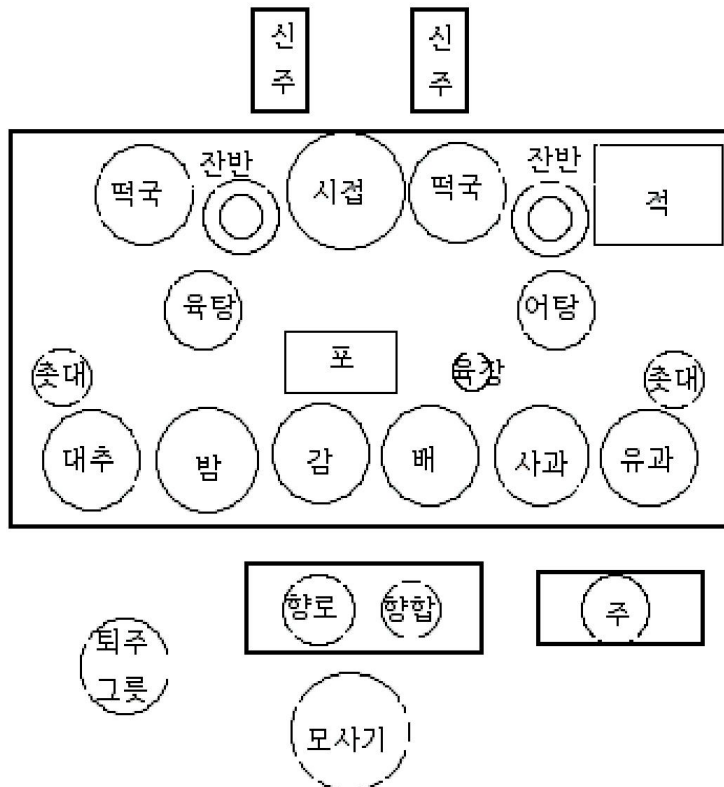 신
주
신
주
잔반
잔반
떡국
시접
떡국
적
육탕
어탕
포
육장
촛대
촛대
대추
밤
감
배
사과
유과
향로
향합
주
퇴주
그릇
모사기